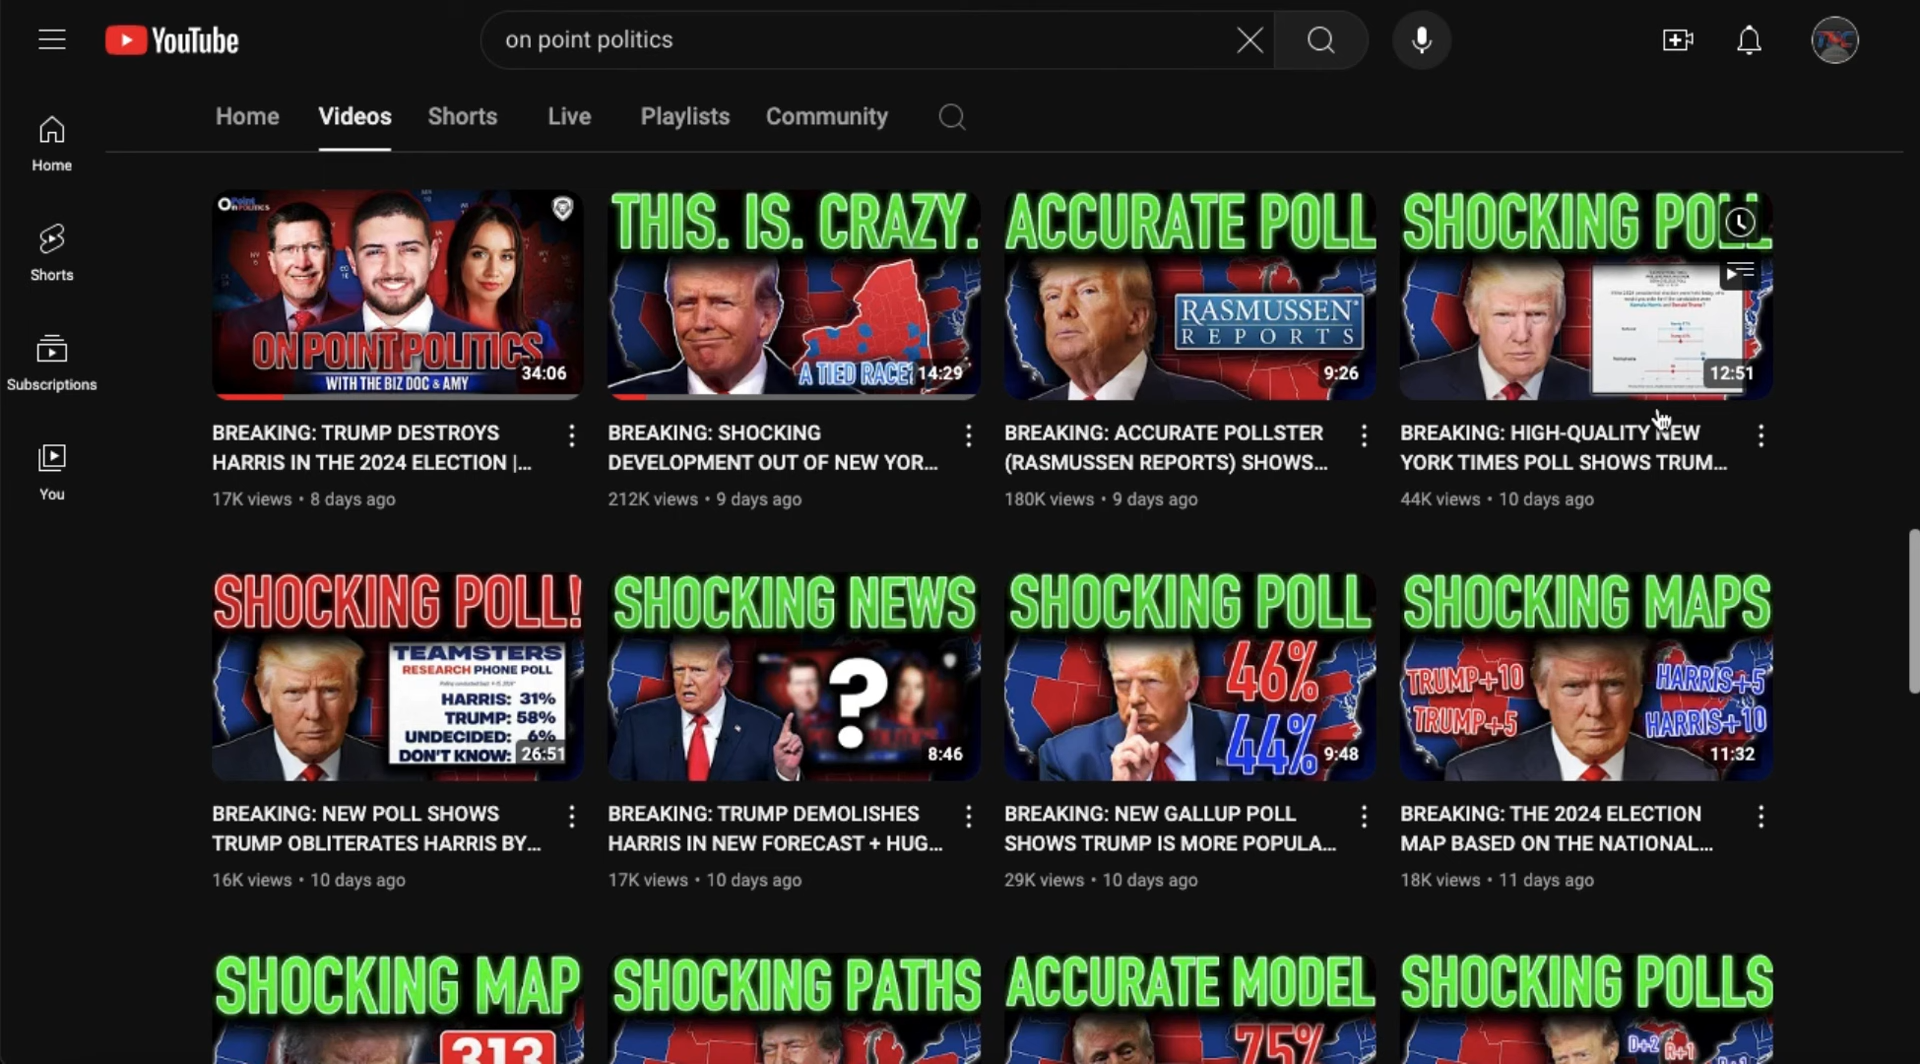 YouTube
on point politics
Home
Shorts
Subscriptions
You
Home Videos Shorts Live Playlists Community
On Point Politics
ON POINT POLITICS
WITH THE BIZ DOC & AMY
34:06
BREAKING: TRUMP DESTROYS
HARRIS IN THE 2024 ELECTION |...
17K views • 8 days ago
THIS. IS. CRAZY.
A TIED RACE?
14:29
BREAKING: SHOCKING
DEVELOPMENT OUT OF NEW YOR...
212K views • 9 days ago
ACCURATE POLL
RASMUSSEN
REPORTS
9:26
BREAKING: ACCURATE POLLSTER
(RASMUSSEN REPORTS) SHOWS...
180K views • 9 days ago
SHOCKING POLL
12:51
BREAKING: HIGH-QUALITY NEW
YORK TIMES POLL SHOWS TRUM...
44K views • 10 days ago
SHOCKING POLL!
TEAMSTERS
RESEARCH PHONE POLL
HARRIS: 31%
TRUMP: 58%
UNDECIDED: 6%
DON'T KNOW:
26:51
BREAKING: NEW POLL SHOWS
TRUMP OBLITERATES HARRIS BY...
16K views • 10 days ago
SHOCKING NEWS
?
8:46
BREAKING: TRUMP DEMOLISHES
HARRIS IN NEW FORECAST + HUG...
17K views • 10 days ago
SHOCKING POLL
46%
44%
9:48
BREAKING: NEW GALLUP POLL
SHOWS TRUMP IS MORE POPULA...
29K views • 10 days ago
SHOCKING MAPS
TRUMP+10
TRUMP+5
HARRIS+5
HARRIS+10
11:32
BREAKING: THE 2024 ELECTION
MAP BASED ON THE NATIONAL...
18K views • 11 days ago
SHOCKING MAP
313
SHOCKING PATHS
ACCURATE MODEL
75%
SHOCKING POLLS
D+2
R+1